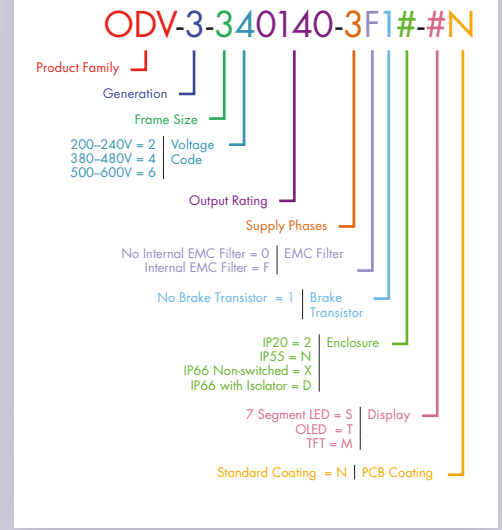 ODV-3-340140-3F1#-#N
Product Family
Generation
Frame Size
200–240V = 2 | Voltage
380–480V = 4 | Code
500–600V = 6
Output Rating
Supply Phases
No Internal EMC Filter = 0 | EMC Filter
Internal EMC Filter = F
No Brake Transistor = 1 | Brake
Transistor
IP20 = 2 | Enclosure
IP55 = N
IP66 Non-switched = X
IP66 with Isolator = D
7 Segment LED = S | Display
OLED = T
TFT = M
Standard Coating = N | PCB Coating